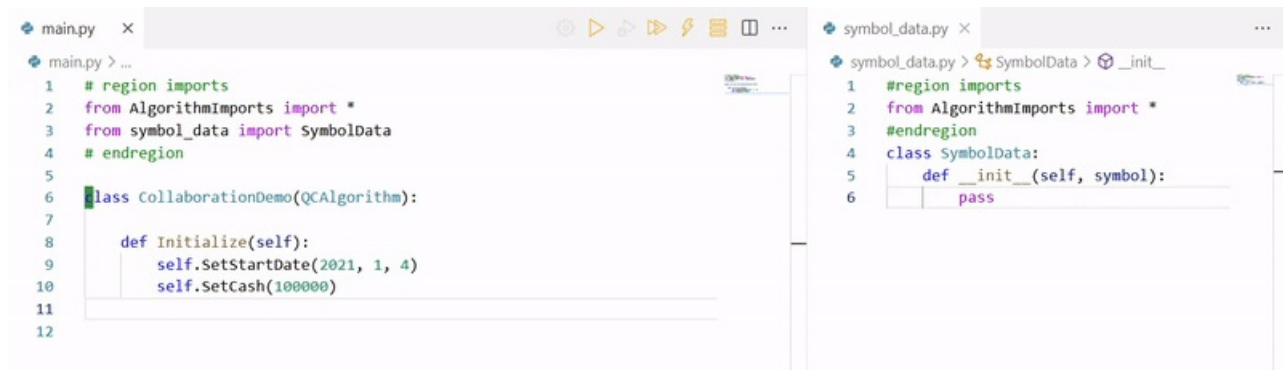 main.py
main.py > ...
1 # region imports
2 from AlgorithmImports import *
3 from symbol_data import SymbolData
4 # endregion
5
6 class CollaborationDemo(QCAlgorithm):
7
8     def Initialize(self):
9         self.SetStartDate(2021, 1, 4)
10         self.SetCash(100000)
11
12
symbol_data.py
symbol_data.py > SymbolData > __init__
1 #region imports
2 from AlgorithmImports import *
3 #endregion
4 class SymbolData:
5     def __init__(self, symbol):
6         pass